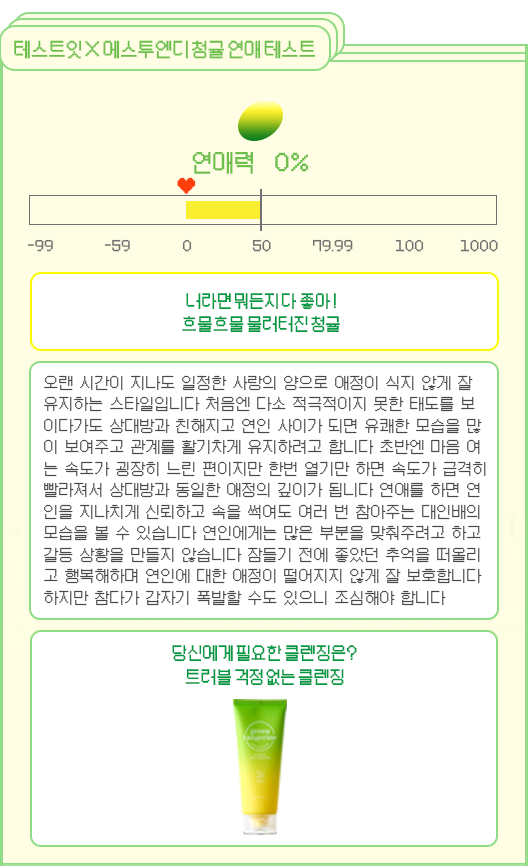 테스트잇×에스투엔디 청귤 연애 테스트
연애력 0%
-99 -59 0 50 79.99 100 1000
너라면 뭐든지 다 좋아!
흐물흐물 물러터진 청귤
오랜 시간이 지나도 일정한 사랑의 양으로 애정이 식지 않게 잘
유지하는 스타일입니다 처음엔 다소 적극적이지 못한 태도를 보
이다가도 상대방과 친해지고 연인 사이가 되면 유쾌한 모습을 많
이 보여주고 관계를 활기차게 유지하려고 합니다 초반엔 마음 여
는 속도가 굉장히 느린 편이지만 한번 열기만 하면 속도가 급격히
빨라져서 상대방과 동일한 애정의 깊이가 됩니다 연애를 하면 연
인을 지나치게 신뢰하고 속을 썩여도 여러 번 참아주는 대인배의
모습을 볼 수 있습니다 연인에게는 많은 부분을 맞춰주려고 하고
갈등 상황을 만들지 않습니다 잠들기 전에 좋았던 추억을 떠올리
고 행복해하며 연인에 대한 애정이 떨어지지 않게 잘 보호합니다
하지만 참다가 갑자기 폭발할 수도 있으니 조심해야 합니다
당신에게 필요한 클렌징은?
트러블 걱정 없는 클렌징
green
tangerine